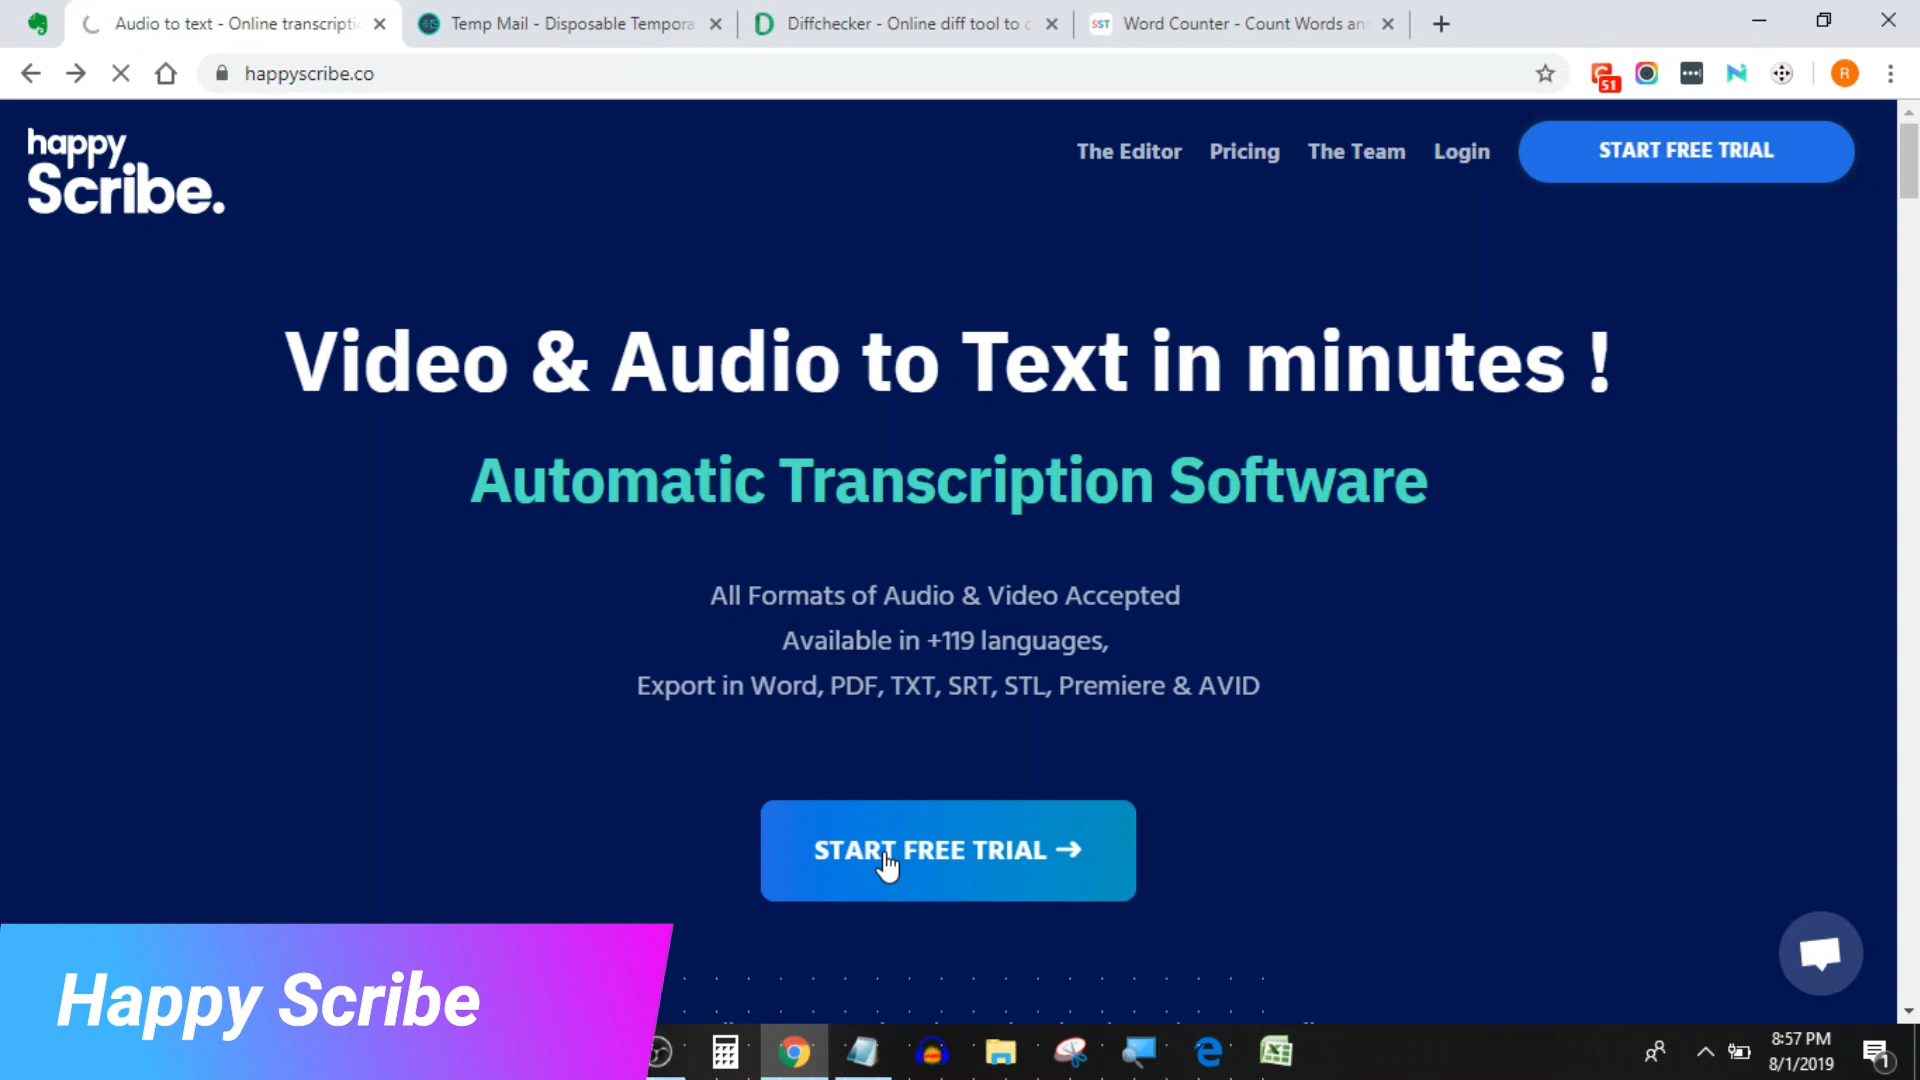 Audio to text - Online transcripti
Temp Mail - Disposable Tempora
Diffchecker - Online diff tool to c
SST
Word Counter - Count Words an
happyscribe.co
51
R
happy
Scribe.
The Editor
Pricing
The Team
Login
START FREE TRIAL
Video & Audio to Text in minutes !
Automatic Transcription Software
All Formats of Audio & Video Accepted
Available in +119 languages,
Export in Word, PDF, TXT, SRT, STL, Premiere & AVID
START FREE TRIAL →
Happy Scribe
8:57 PM
8/1/2019
1